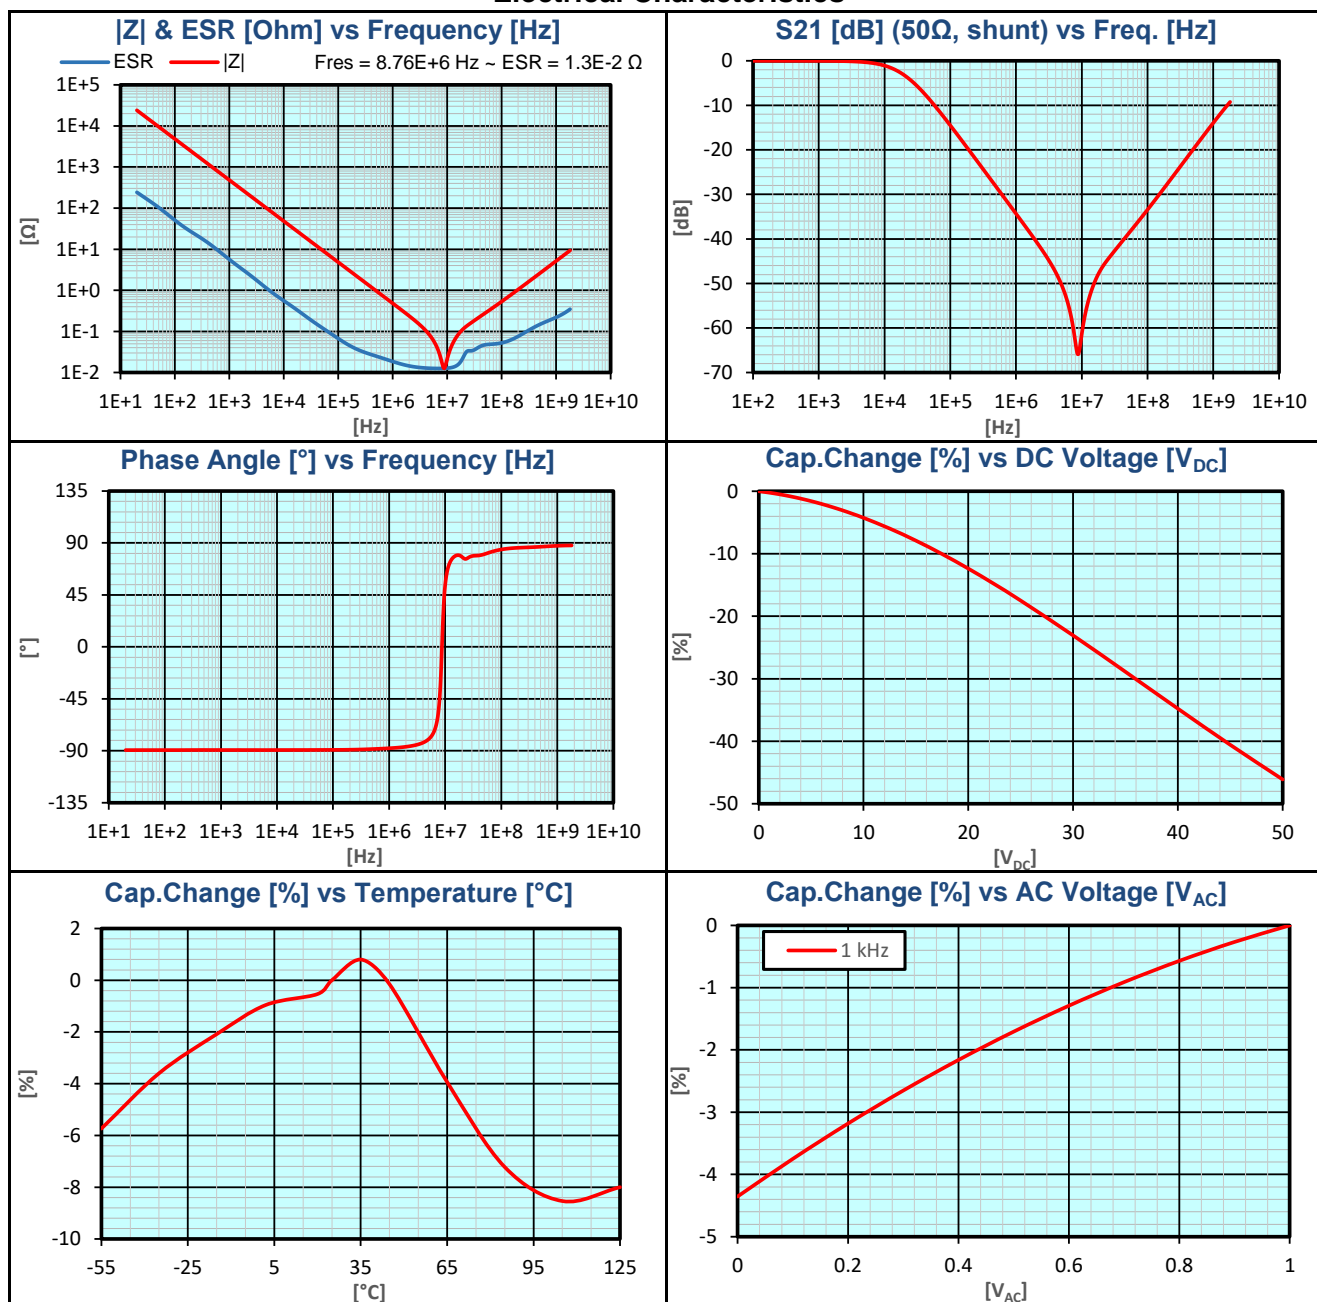 |Z| & ESR [Ohm] vs Frequency [Hz]
ESR |Z| Fres = 8.76E+6 Hz ~ ESR = 1.3E-2 Ω
1E+5
1E+4
1E+3
1E+2
1E+1
1E+0
1E-1
1E-2
[Ω]
1E+1 1E+2 1E+3 1E+4 1E+5 1E+6 1E+7 1E+8 1E+9 1E+10
[Hz]
S21 [dB] (50Ω, shunt) vs Freq. [Hz]
0
-10
-20
-30
-40
-50
-60
-70
[dB]
1E+2 1E+3 1E+4 1E+5 1E+6 1E+7 1E+8 1E+9 1E+10
[Hz]
Phase Angle [°] vs Frequency [Hz]
135
90
45
0
-45
-90
-135
[°]
1E+1 1E+2 1E+3 1E+4 1E+5 1E+6 1E+7 1E+8 1E+9 1E+10
[Hz]
Cap.Change [%] vs DC Voltage [VDC]
0
-10
-20
-30
-40
-50
[%]
0 10 20 30 40 50
[VDC]
Cap.Change [%] vs Temperature [°C]
2
0
-2
-4
-6
-8
-10
[%]
-55 -25 5 35 65 95 125
[°C]
Cap.Change [%] vs AC Voltage [VAC]
1 kHz
0
-1
-2
-3
-4
-5
[%]
0 0.2 0.4 0.6 0.8 1
[VAC]